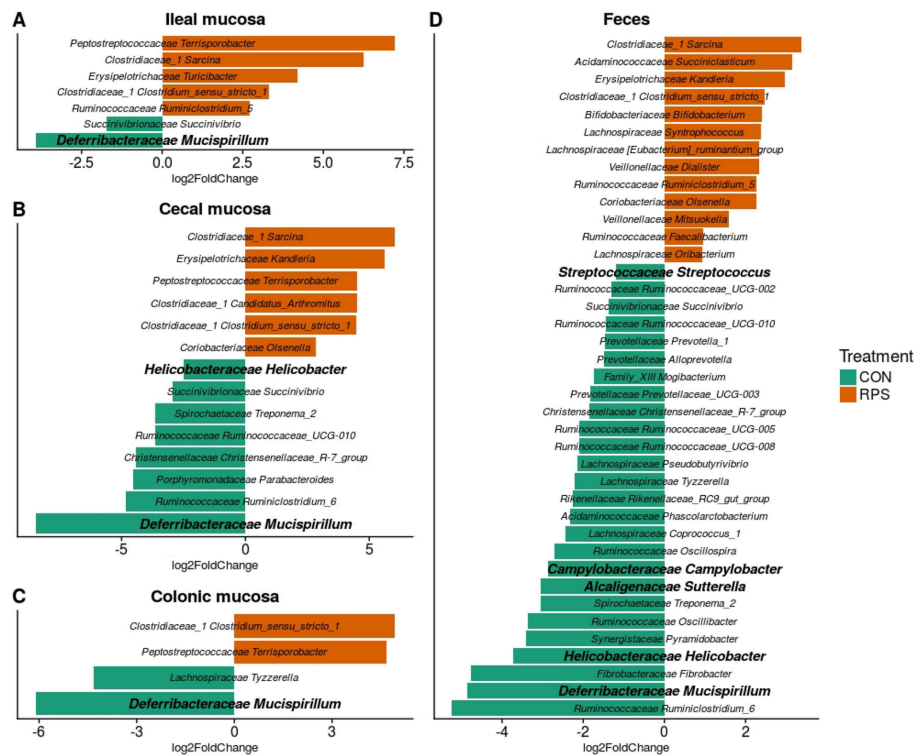 A
Ileal mucosa
Peptostreptococcaceae Terrisporobacter
Clostridiaceae_1 Sarcina
Erysipelotrichaceae Turicibacter
Clostridiaceae_1 Clostridium_sensu_stricto_1
Ruminococcaceae Ruminiclostridium_5
Succinivibrionaceae Succinivibrio
Deferribacteraceae Mucispirillum
-2.5 0.0 2.5 5.0 7.5
log2FoldChange
B
Cecal mucosa
Clostridiaceae_1 Sarcina
Erysipelotrichaceae Kandleria
Peptostreptococcaceae Terrisporobacter
Clostridiaceae_1 Candidatus_Arthromitus
Clostridiaceae_1 Clostridium_sensu_stricto_1
Coriobacteriaceae Olsenella
Helicobacteraceae Helicobacter
Succinivibrionaceae Succinivibrio
Spirochaetaceae Treponema_2
Ruminococcaceae Ruminococcaceae_UCG-010
Christensenellaceae Christensenellaceae_R-7_group
Porphyromonadaceae Parabacteroides
Ruminococcaceae Ruminiclostridium_6
Deferribacteraceae Mucispirillum
-5 0 5
log2FoldChange
C
Colonic mucosa
Clostridiaceae_1 Clostridium_sensu_stricto_1
Peptostreptococcaceae Terrisporobacter
Lachnospiraceae Tyzzerella
Deferribacteraceae Mucispirillum
-6 -3 0 3
log2FoldChange
D
Feces
Clostridiaceae_1 Sarcina
Acidaminococcaceae Succiniclasticum
Erysipelotrichaceae Kandleria
Clostridiaceae_1 Clostridium_sensu_stricto_1
Bifidobacteriaceae Bifidobacterium
Lachnospiraceae Syntrophococcus
Lachnospiraceae [Eubacterium]_ruminantium_group
Veillonellaceae Dialister
Ruminococcaceae Ruminiclostridium_5
Coriobacteriaceae Olsenella
Veillonellaceae Mitsuokella
Ruminococcaceae Faecalibacterium
Lachnospiraceae Oribacterium
Streptococcaceae Streptococcus
Ruminococcaceae Ruminococcaceae_UCG-002
Succinivibrionaceae Succinivibrio
Ruminococcaceae Ruminococcaceae_UCG-010
Prevotellaceae Prevotella_1
Prevotellaceae Alloprevotella
Family_XIII Mogibacterium
Prevotellaceae Prevotellaceae_UCG-003
Christensenellaceae Christensenellaceae_R-7_group
Ruminococcaceae Ruminococcaceae_UCG-005
Ruminococcaceae Ruminococcaceae_UCG-008
Lachnospiraceae Pseudobutyrivibrio
Lachnospiraceae Tyzzerella
Rikenellaceae Rikenellaceae_RC9_gut_group
Acidaminococcaceae Phascolarctobacterium
Lachnospiraceae Coprococcus_1
Ruminococcaceae Oscillospira
Campylobacteraceae Campylobacter
Alcaligenaceae Sutterella
Spirochaetaceae Treponema_2
Ruminococcaceae Oscillibacter
Synergistaceae Pyramidobacter
Helicobacteraceae Helicobacter
Fibrobacteraceae Fibrobacter
Deferribacteraceae Mucispirillum
Ruminococcaceae Ruminiclostridium_6
-4 -2 0 2
log2FoldChange
Treatment
CON
RPS